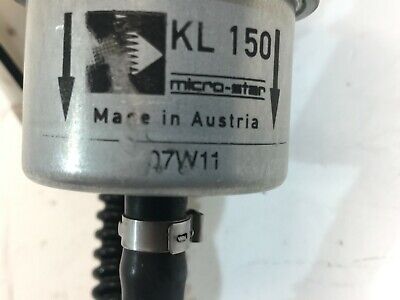 KL 150
micro-star
Made in Austria
07W11